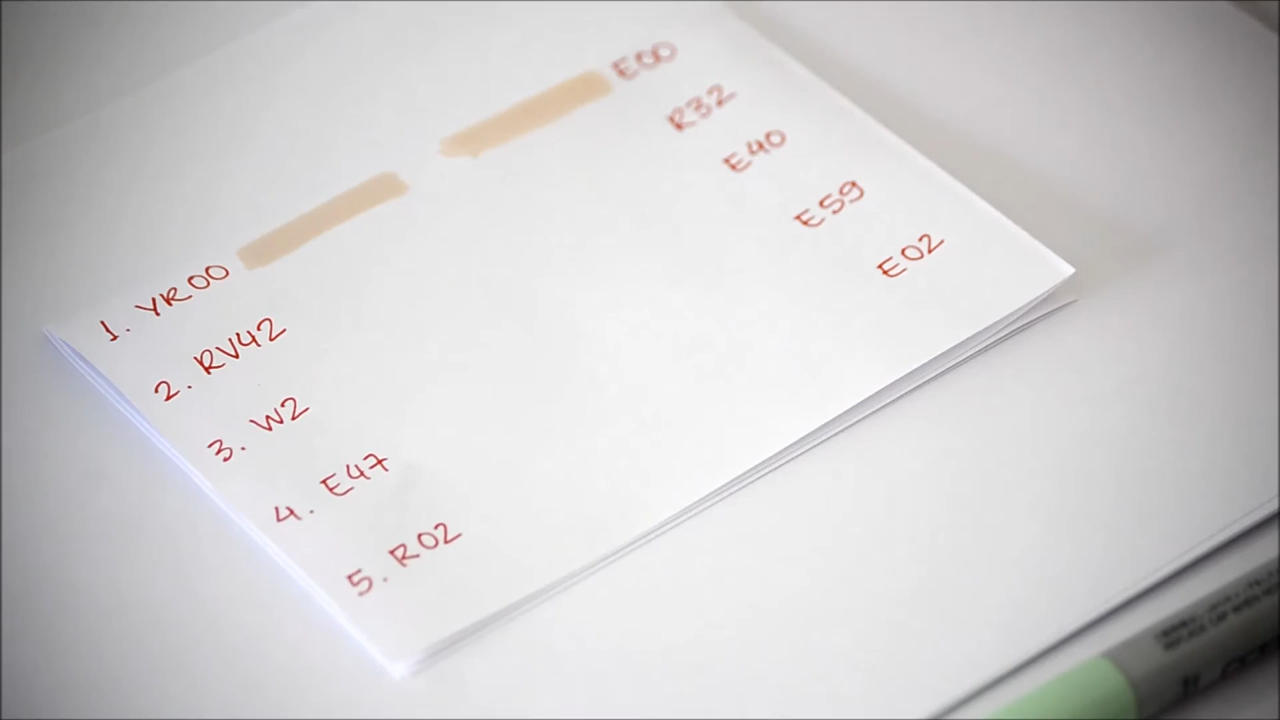 1. YR00 E00
2. RV42 R32
3. W2 E40
4. E47 E59
5. R02 E02